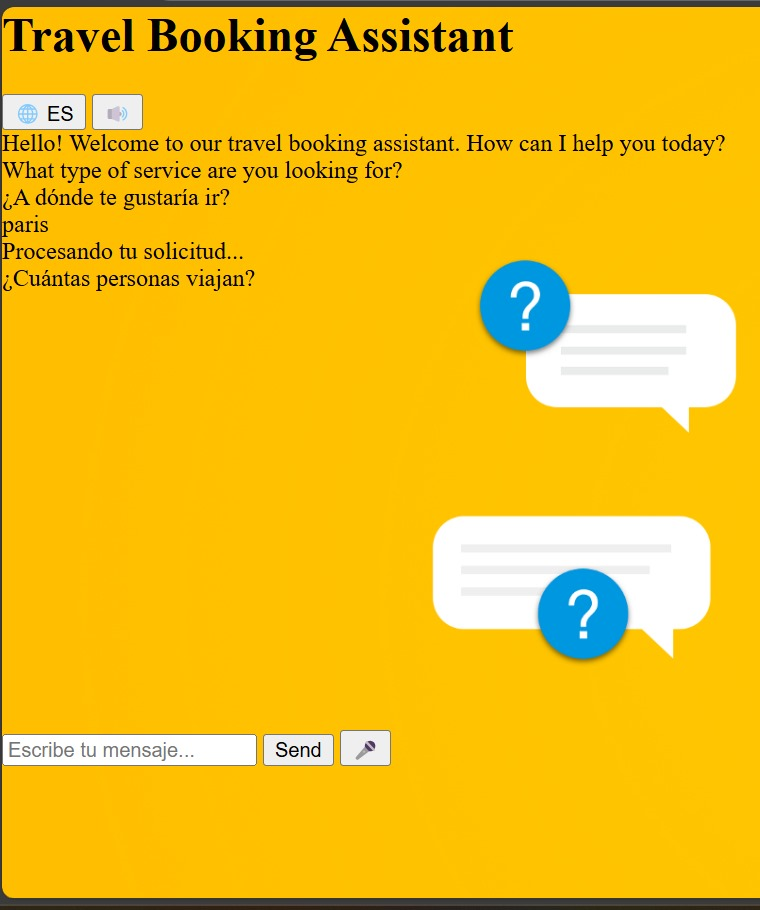 Travel Booking Assistant
ES
Hello! Welcome to our travel booking assistant. How can I help you today?
What type of service are you looking for?
¿A dónde te gustaría ir?
paris
Procesando tu solicitud...
¿Cuántas personas viajan?
?
?
Escribe tu mensaje... Send